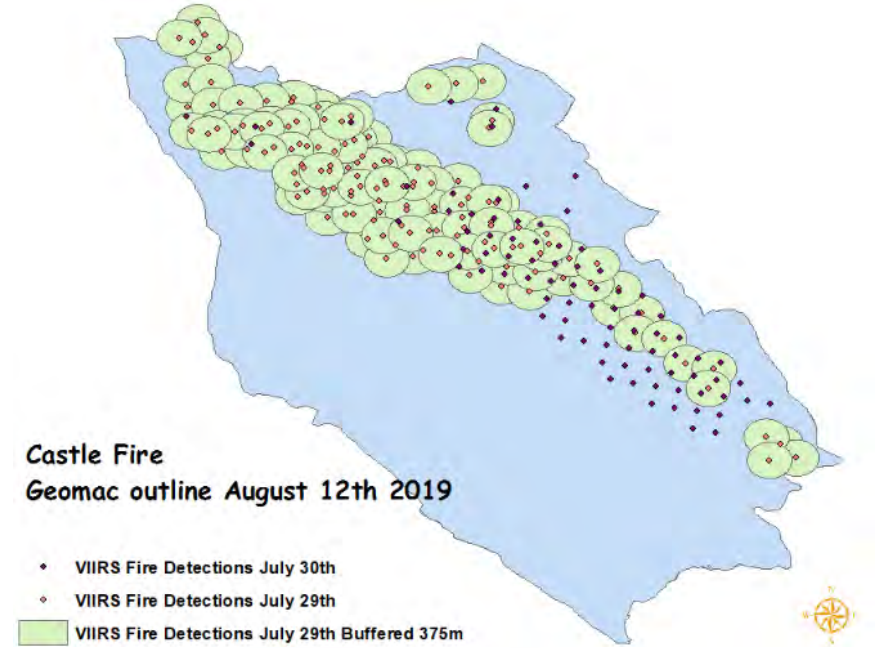 Castle Fire
Geomac outline August 12th 2019
VIIRS Fire Detections July 30th
VIIRS Fire Detections July 29th
VIIRS Fire Detections July 29th Buffered 375m